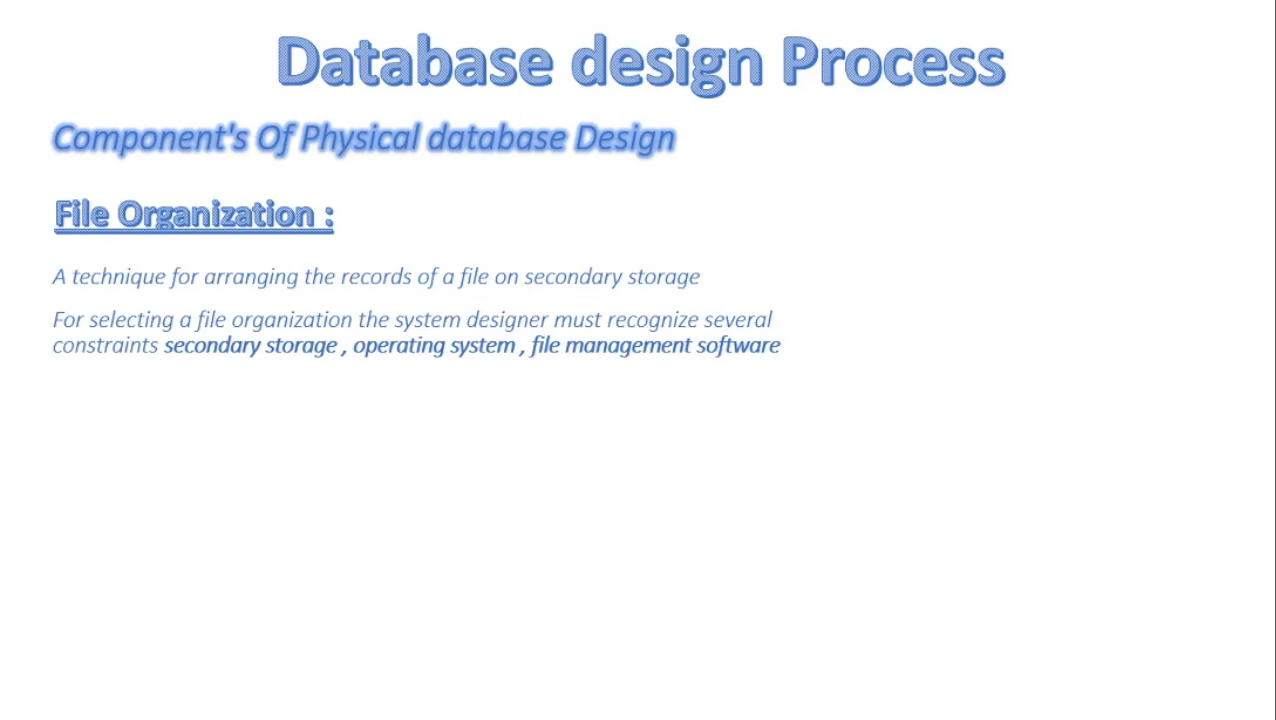 Database design Process
Component's Of Physical database Design
File Organization :
A technique for arranging the records of a file on secondary storage
For selecting a file organization the system designer must recognize several
constraints secondary storage , operating system , file management software